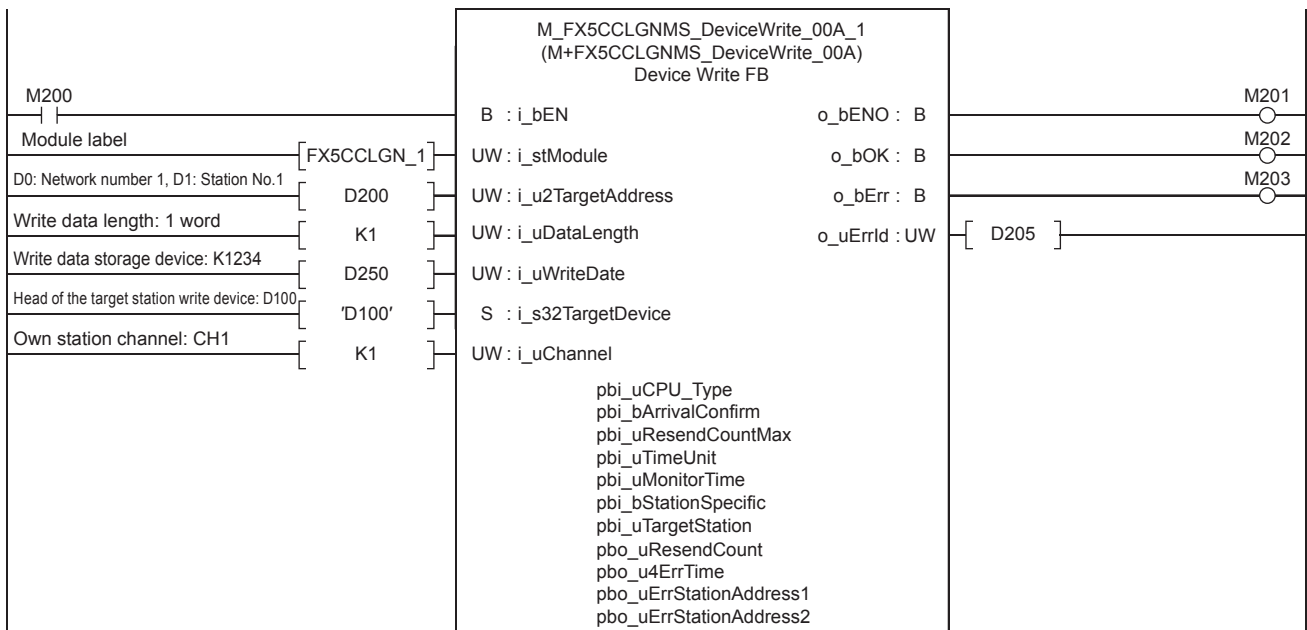 M_FX5CCLGNMS_DeviceWrite_00A_1
(M+FX5CCLGNMS_DeviceWrite_00A)
Device Write FB
M200
B : i_bEN
o_bENO : B
M201
Module label
FX5CCLGN_1
UW : i_stModule
o_bOK : B
M202
D0: Network number 1, D1: Station No.1
D200
UW : i_u2TargetAddress
o_bErr : B
M203
Write data length: 1 word
K1
UW : i_uDataLength
o_uErrId : UW
D205
Write data storage device: K1234
D250
UW : i_uWriteDate
Head of the target station write device: D100
'D100'
S : i_s32TargetDevice
Own station channel: CH1
K1
UW : i_uChannel
pbi_uCPU_Type
pbi_bArrivalConfirm
pbi_uResendCountMax
pbi_uTimeUnit
pbi_uMonitorTime
pbi_bStationSpecific
pbi_uTargetStation
pbo_uResendCount
pbo_u4ErrTime
pbo_uErrStationAddress1
pbo_uErrStationAddress2